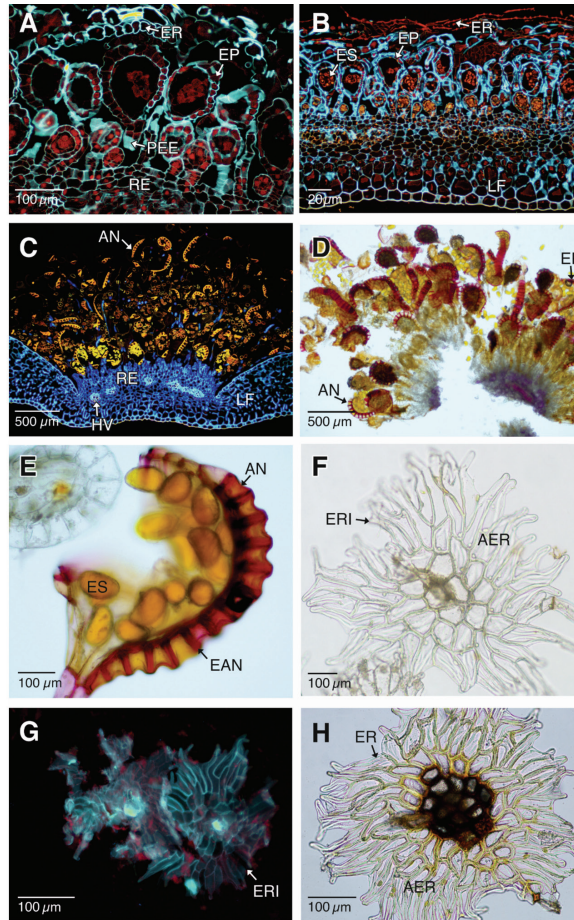 A
ER
EP
PEE
RE
100 µm
B
ER
EP
ES
LF
20 µm
C
AN
RE
LF
HV
500 µm
D
AN
500 µm
E
AN
ES
EAN
100 µm
F
ERI
AER
100 µm
G
ERI
100 µm
H
ER
AER
100 µm